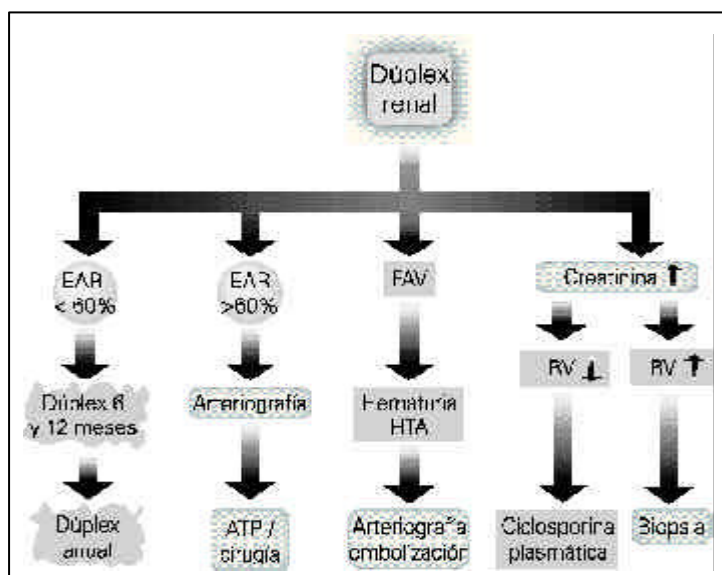 Dúplex
renal
EAR
< 60%
EAR
>60%
FAV
Creatinina ↑
RV ↓
RV ↑
Dúplex 6
y 12 meses
Arteriografía
Hematuria
HTA
Dúplex
anual
ATP /
cirugía
Arteriografía
embolización
Ciclosporina
plasmática
Biopsia